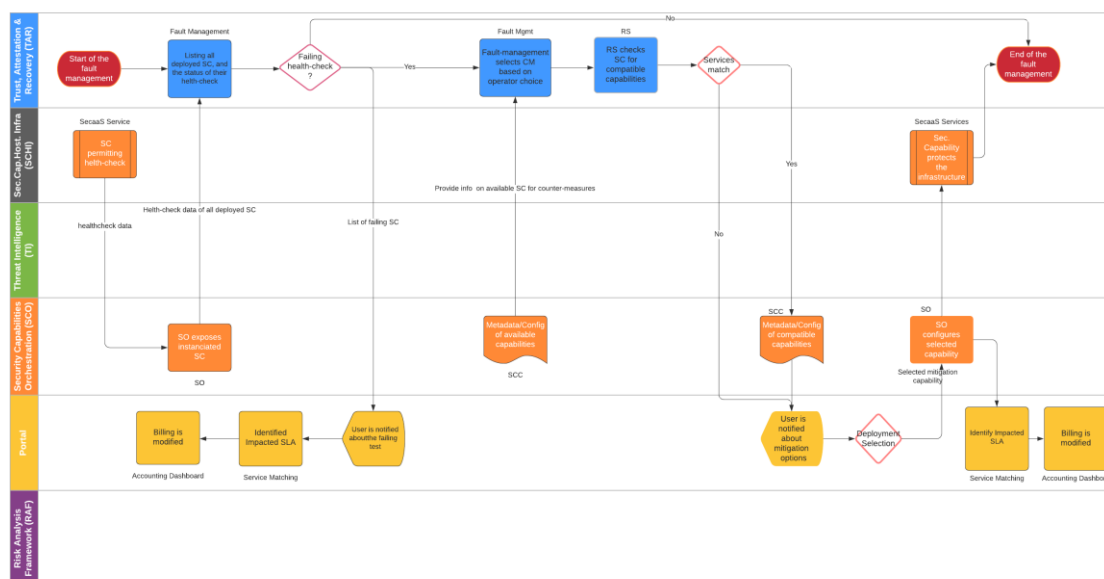 Trust, Attestation &
Recovery (TAR)
Start of the
fault
management
Fault Management
Listing all
deployed SC, and
the status of their
helth-check
Failing
health-check
?
No
Yes
Fault Mgmt
Fault-management
selects CM
based on
operator choice
RS
RS checks
SC for
compatible
capabilities
Services
match
End of the
fault
management
Sec.Cap.Host. Infra
(SCHI)
SecaaS Service
SC
permitting
helth-check
SecaaS Services
Sec.
Capability
protects
the
infrastructure
Yes
Provide info on available SC for counter-measures
Threat Intelligence
(TI)
healthcheck data
Helth-check data of all deployed SC
List of failing SC
No
Security Capabilities
Orchestration (SCO)
SO exposes
instanciated
SC
SO
Metadata/Config
of available
capabilities
SCC
SCC
Metadata/Config
of compatible
capabilities
SO
SO
configures
selected
capability
Selected mitigation
capability
Portal
Billing is
modified
Accounting Dashboard
Identified
Impacted SLA
Service Matching
User is notified
aboutthe failing
test
User is
notified
about
mitigation
options
Deployment
Selection
Identify Impacted
SLA
Service Matching
Billing is
modified
Accounting Dashbo
Risk Analysis
Framework (RAF)